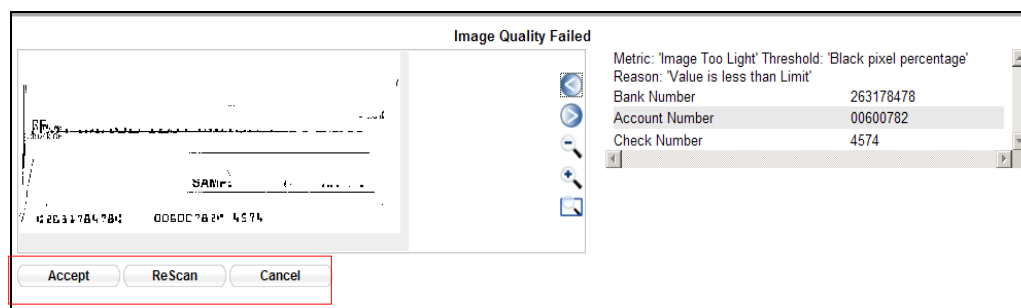 Image Quality Failed
Metric: 'Image Too Light' Threshold: 'Black pixel percentage'
Reason: 'Value is less than Limit'
Bank Number 263178478
Account Number 00600782
Check Number 4574
Accept ReScan Cancel